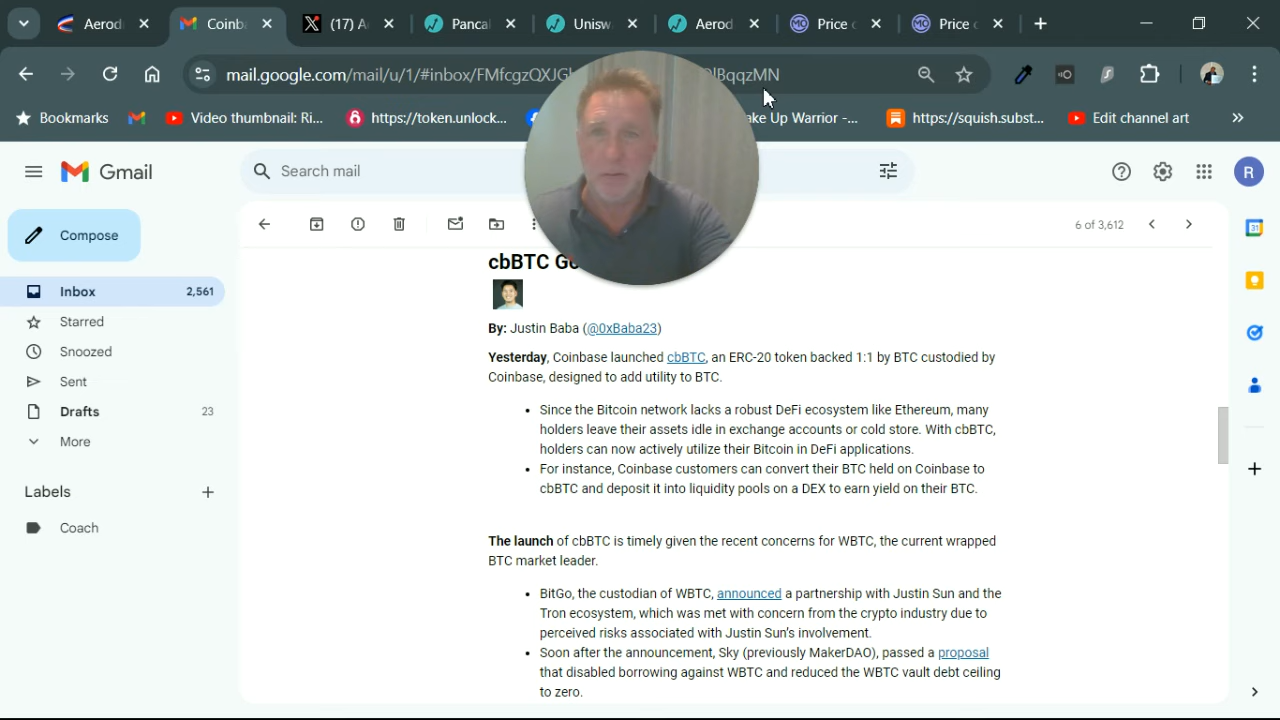 Aerod
Coinb
(17) A
Panca
Unisw
Aerod
Price
Price
mail.google.com/mail/u/1/#inbox/FMfcgzQXJG BqqzMN
Bookmarks
Video thumbnail: Ri...
https://token.unlock...
ake Up Warrior -...
https://squish.subst...
Edit channel art
Gmail
Search mail
R
Compose
6 of 3,612
Inbox 2,561
Starred
Snoozed
Sent
Drafts 23
More
Labels
Coach
cbBTC
By: Justin Baba (@0xBaba23)
Yesterday, Coinbase launched cbBTC, an ERC-20 token backed 1:1 by BTC custodied by
Coinbase, designed to add utility to BTC.
• Since the Bitcoin network lacks a robust DeFi ecosystem like Ethereum, many
holders leave their assets idle in exchange accounts or cold store. With cbBTC,
holders can now actively utilize their Bitcoin in DeFi applications.
• For instance, Coinbase customers can convert their BTC held on Coinbase to
cbBTC and deposit it into liquidity pools on a DEX to earn yield on their BTC.
The launch of cbBTC is timely given the recent concerns for WBTC, the current wrapped
BTC market leader.
• BitGo, the custodian of WBTC, announced a partnership with Justin Sun and the
Tron ecosystem, which was met with concern from the crypto industry due to
perceived risks associated with Justin Sun's involvement.
• Soon after the announcement, Sky (previously MakerDAO), passed a proposal
that disabled borrowing against WBTC and reduced the WBTC vault debt ceiling
to zero.